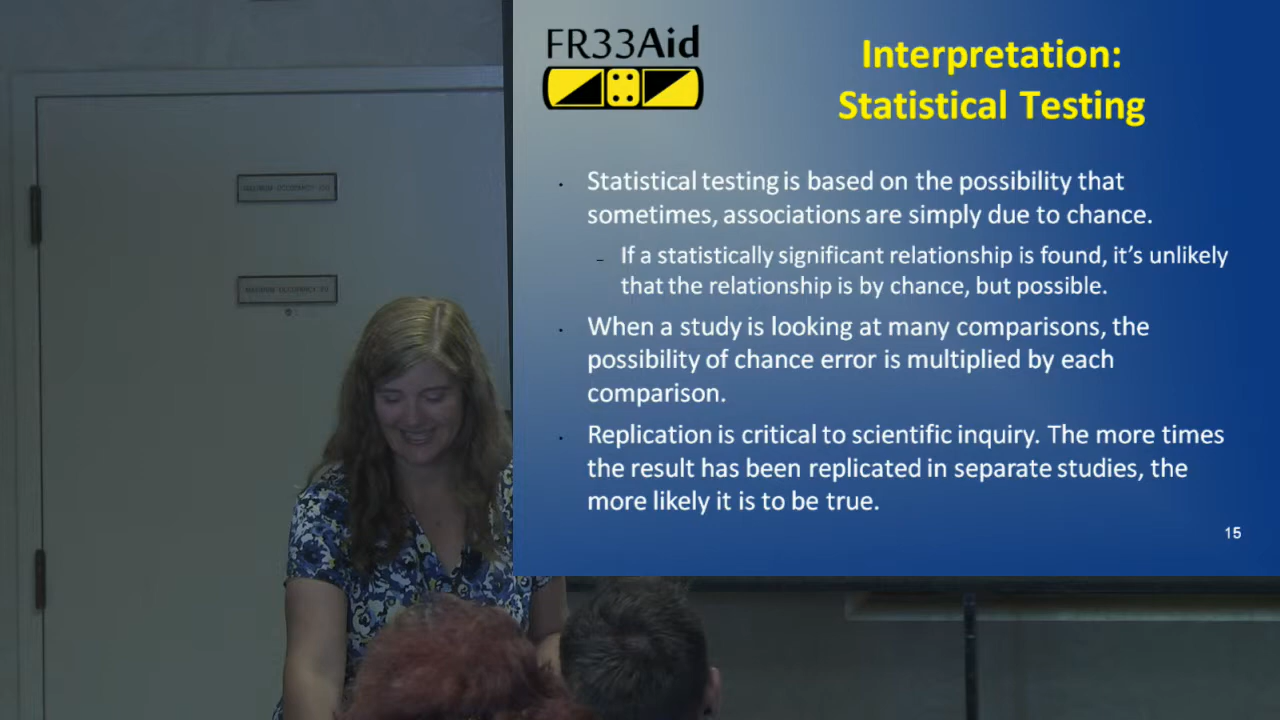 FR33Aid
Interpretation:
Statistical Testing
Statistical testing is based on the possibility that
sometimes, associations are simply due to chance.
– If a statistically significant relationship is found, it's unlikely
that the relationship is by chance, but possible.
When a study is looking at many comparisons, the
possibility of chance error is multiplied by each
comparison.
Replication is critical to scientific inquiry. The more times
the result has been replicated in separate studies, the
more likely it is to be true.
15